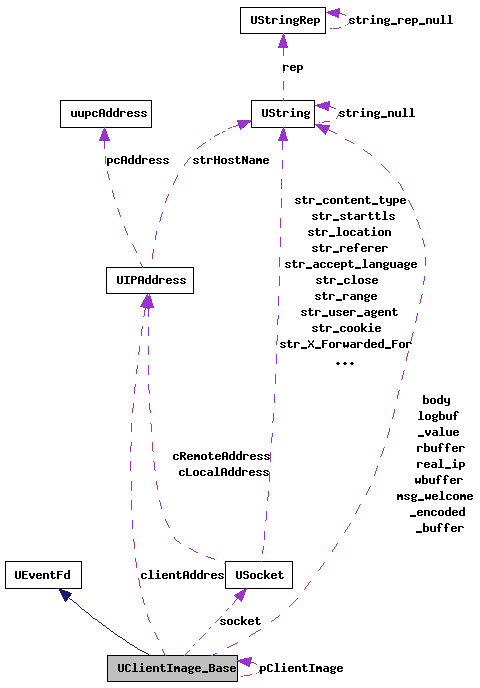 UStringRep
string_rep_null
rep
uupcAddress
UString
string_null
pcAddress
strHostName
str_content_type
str_starttls
str_location
str_referer
str_accept_language
str_close
str_range
str_user_agent
str_cookie
str_X_Forwarded_For
...
UIPAddress
body
logbuf
_value
rbuffer
real_ip
wbuffer
msg_welcome
_encoded
_buffer
cRemoteAddress
cLocalAddress
UEventFd
clientAddress
USocket
socket
UClientImage_Base
pClientImage